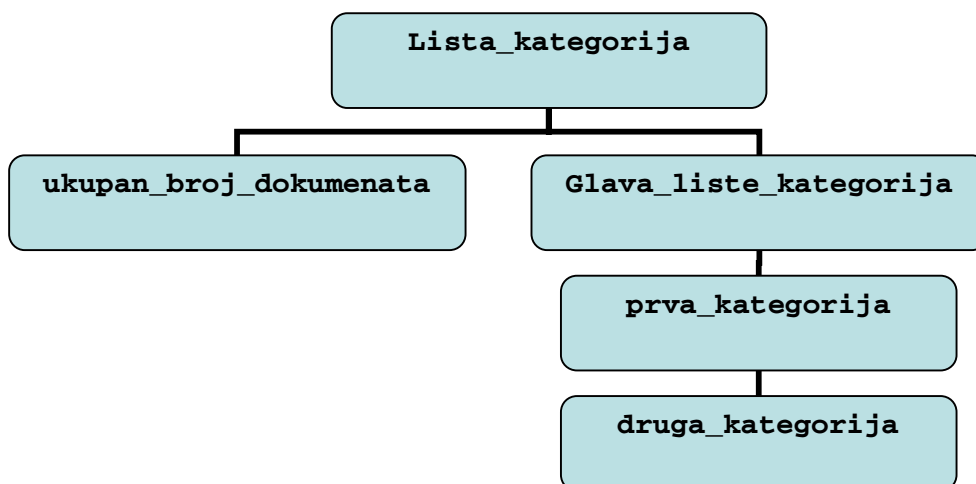 Lista_kategorija
ukupan_broj_dokumenata
Glava_liste_kategorija
prva_kategorija
druga_kategorija